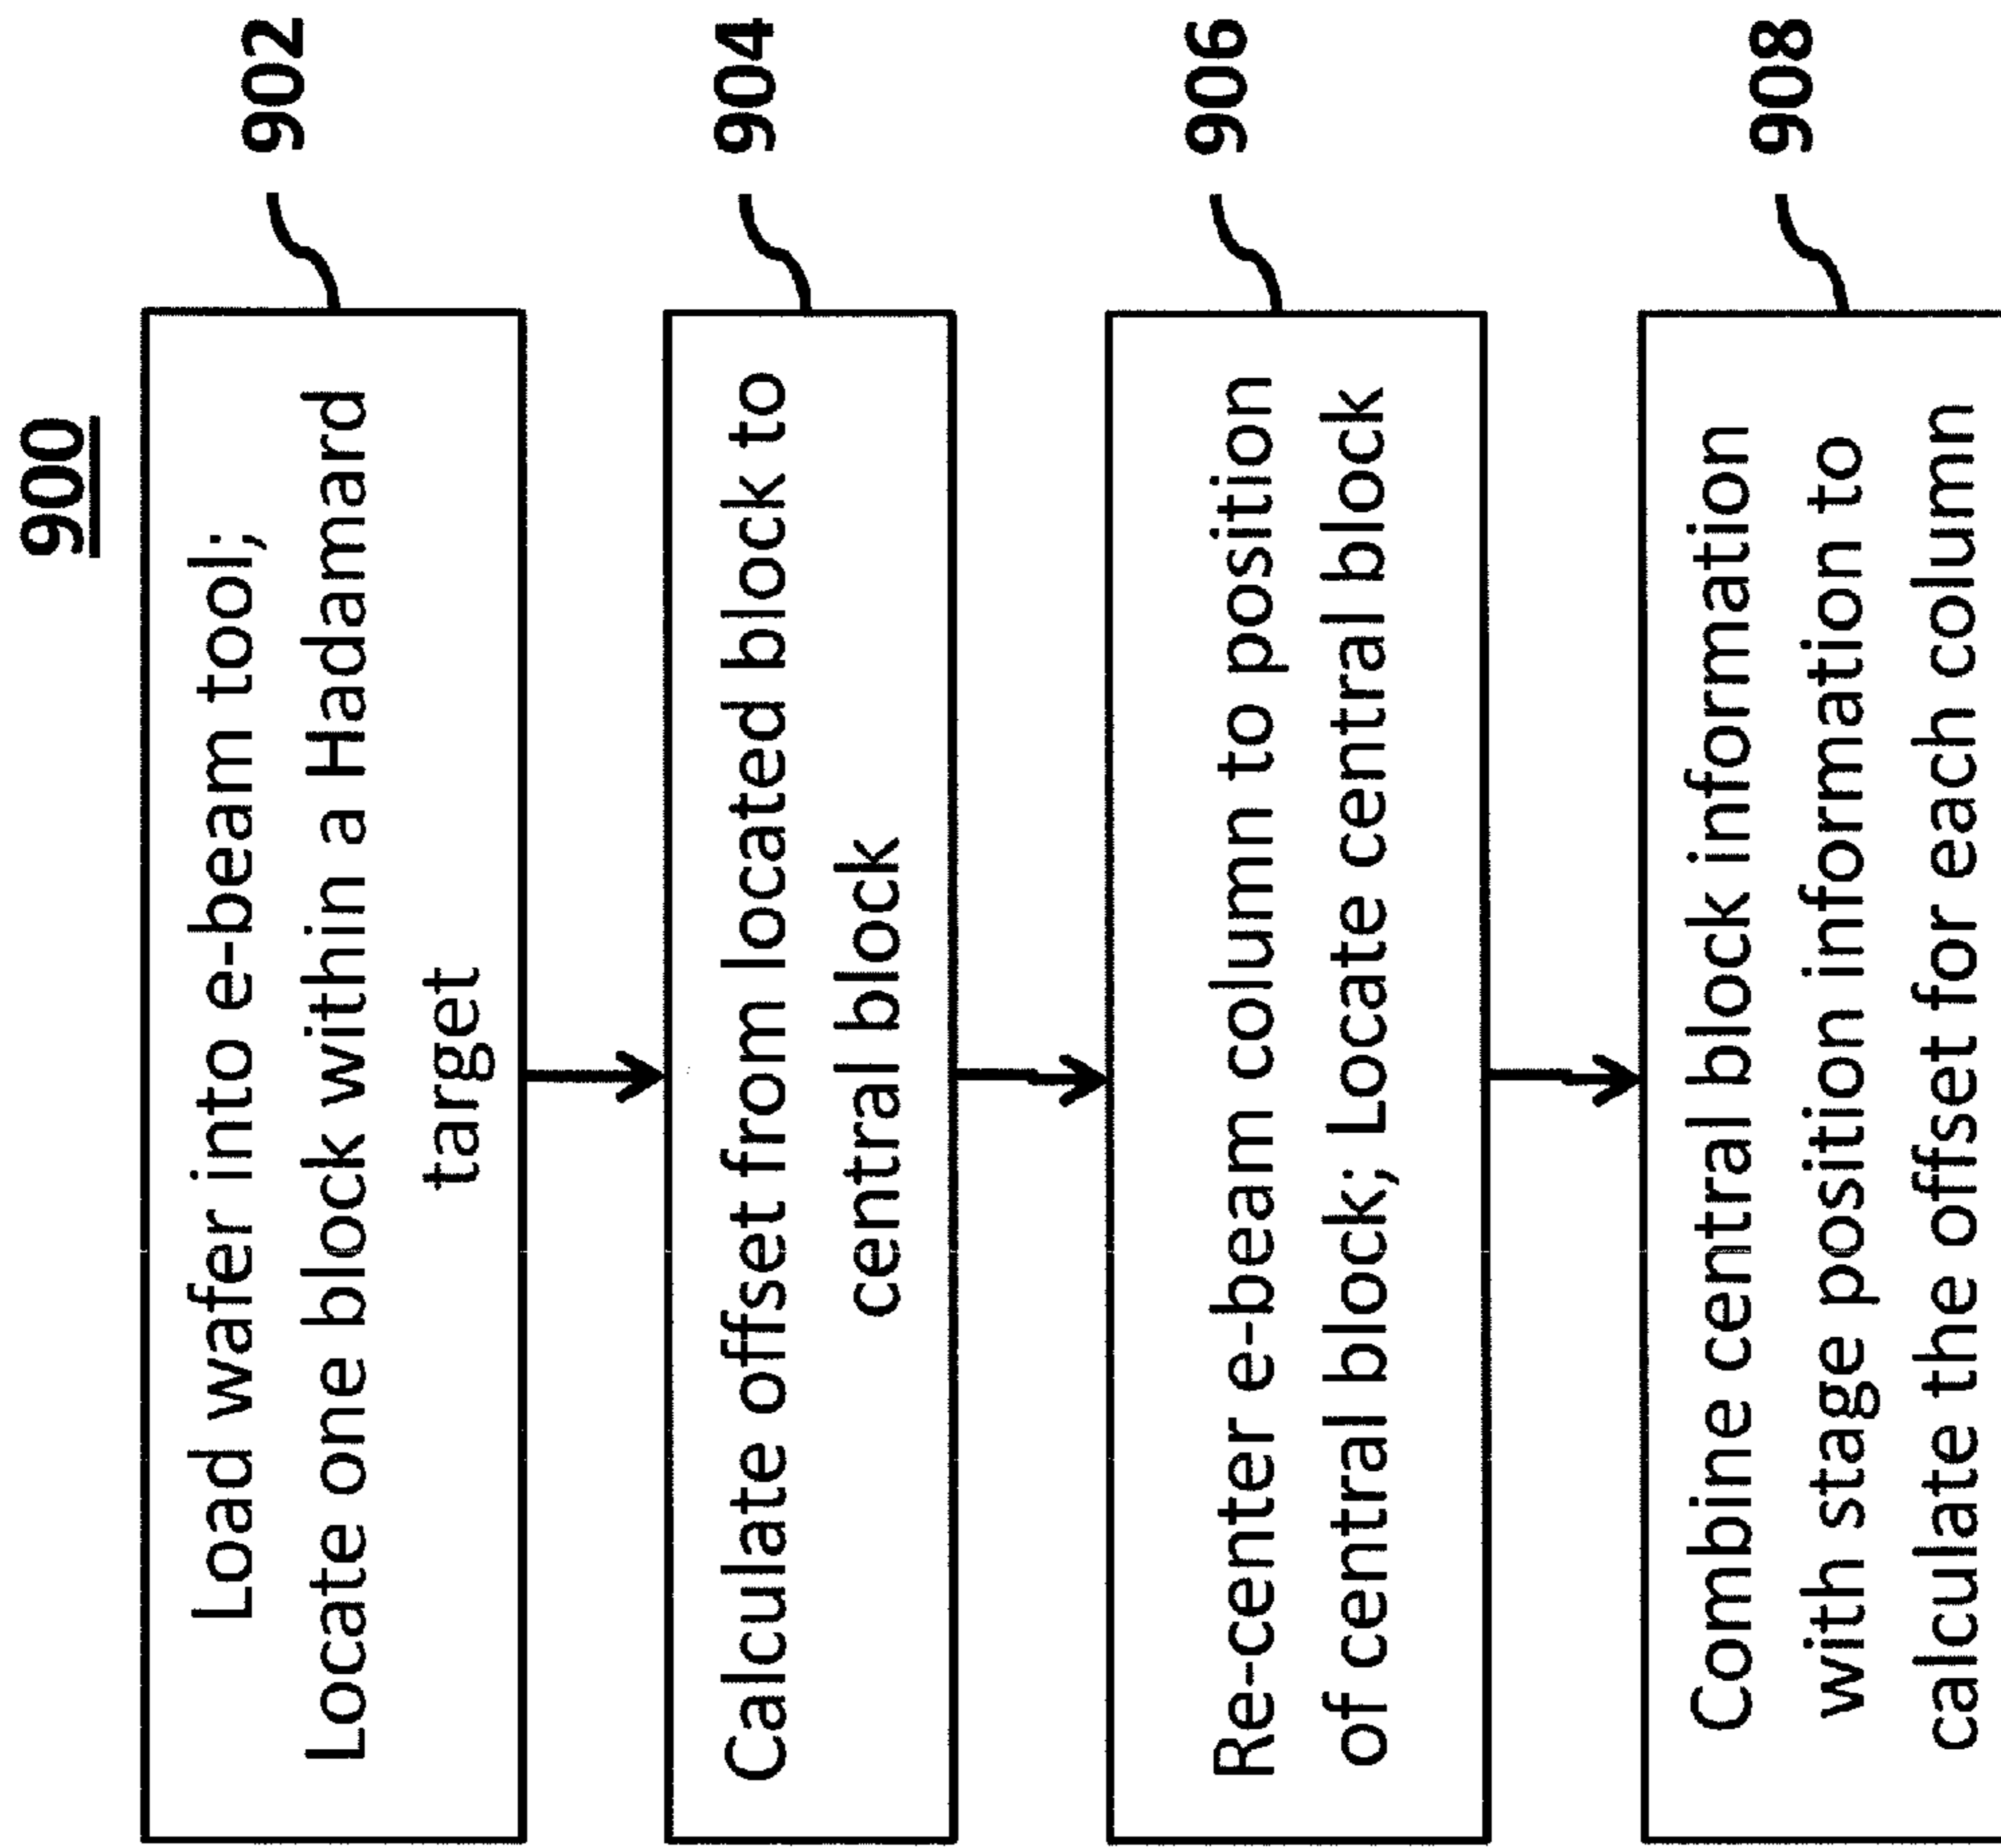 900
Load wafer into e-beam tool;
Locate one block within a Hadamard
target
902
Calculate offset from located block to
central block
904
Re-center e-beam column to position
of central block; Locate central block
906
Combine central block information
with stage position information to
calculate the offset for each column
908